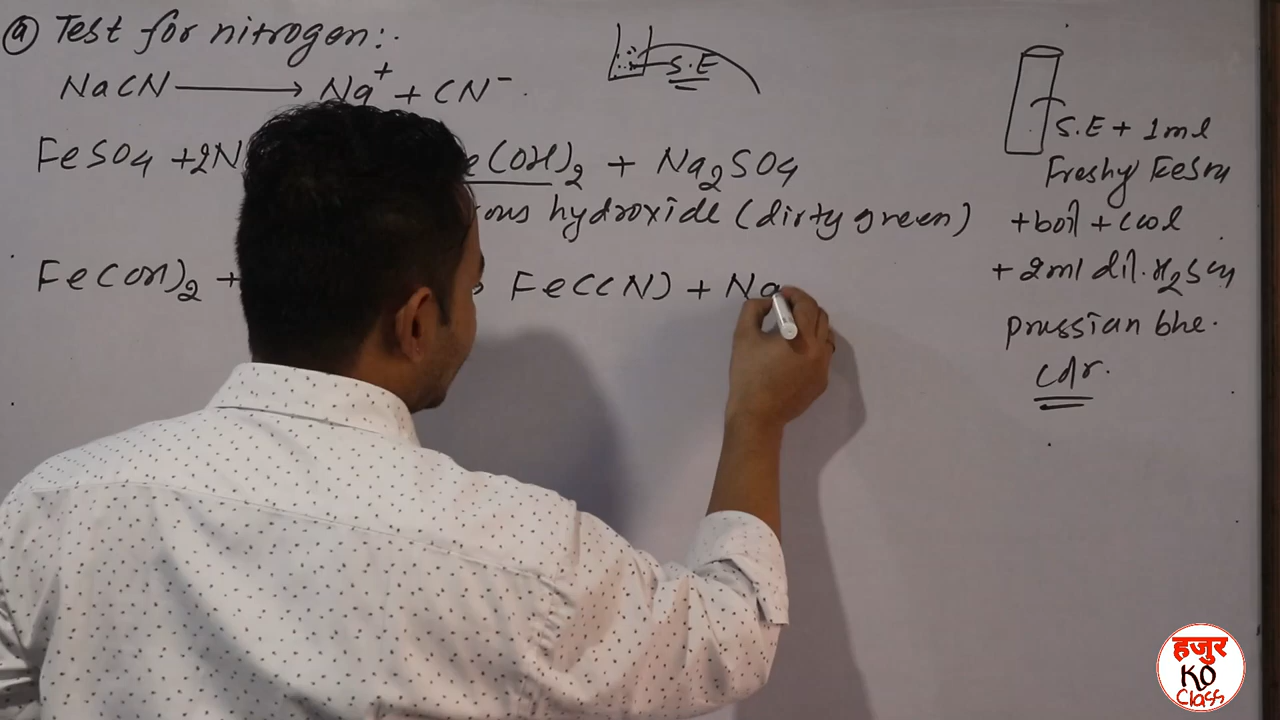 ⓐ Test for nitrogen:.
NaCN → Na⁺ + CN⁻.
S.E
FeSO4 + 2N e(OH)2 + Na2SO4
ous hydroxide (dirty green)
Fe(OH)2 + Fe(CN) + Na
S.E + 1ml
Freshy FeSO4
+ boil + cool
+ 2ml dil. H2SO4
prussian blue.
हजुर
KO
Class